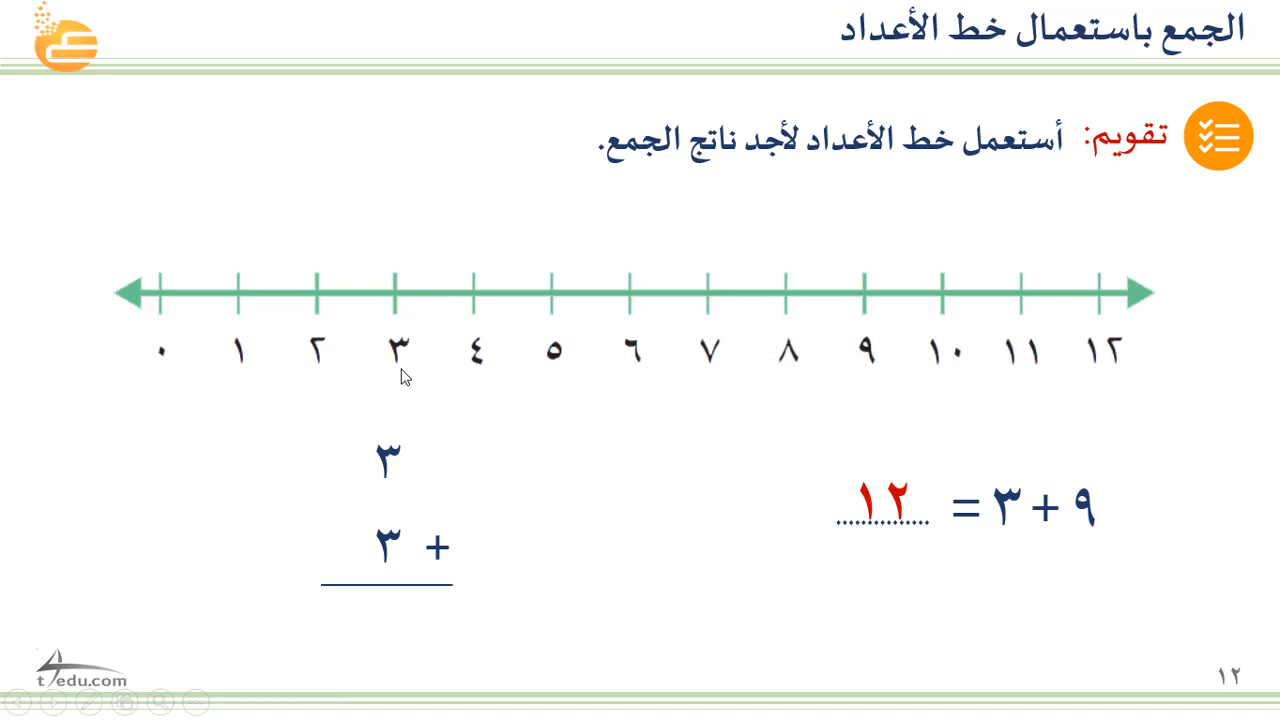 الجمع باستعمال خط الأعداد
تقويم: أستعمل خط الأعداد لأجد ناتج الجمع.
٠ ١ ٢ ٣ ٤ ٥ ٦ ٧ ٨ ٩ ١٠ ١١ ١٢
٩ + ٣ = ١٢
٣
+ ٣
t4edu.com
١٢